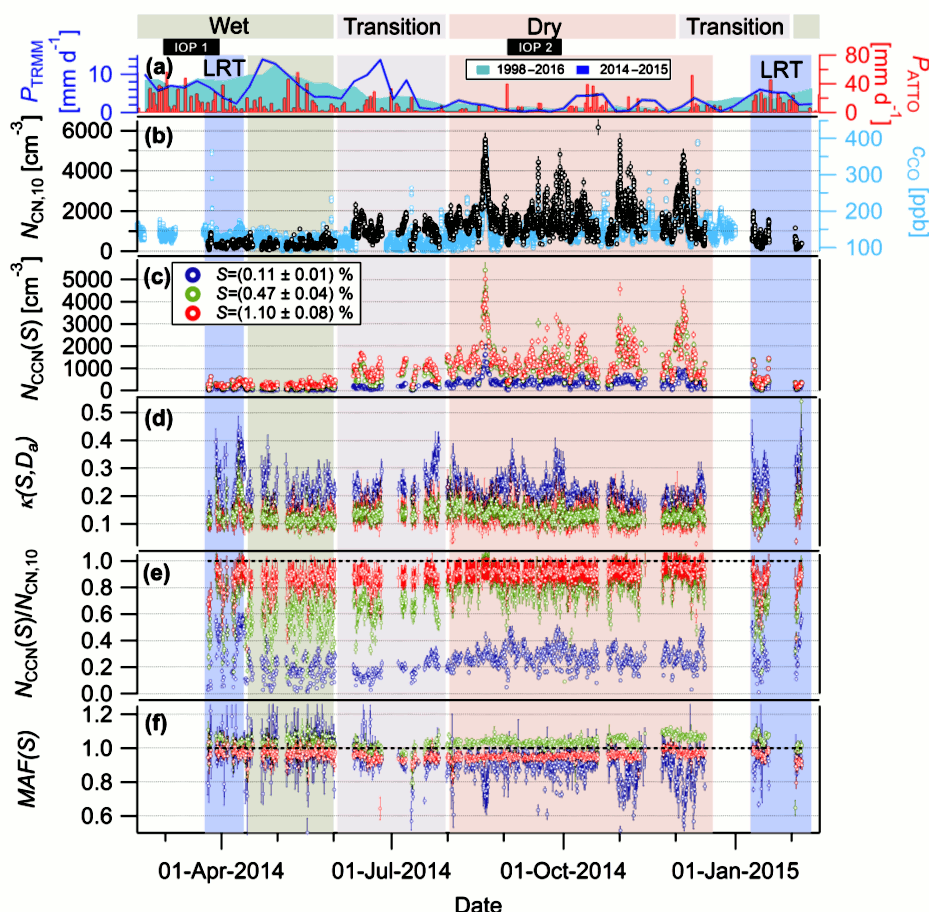 Wet Transition Dry Transition
IOP 1 IOP 2
(a) LRT 1998–2016 2014–2015 LRT
P_TRMM [mm d⁻¹]
10
0
P_ATTO [mm d⁻¹]
80
40
0
(b)
N_CN,10 [cm⁻³]
6000
4000
2000
0
c_CO [ppb]
400
300
200
150
100
(c)
S=(0.11 ± 0.01) %
S=(0.47 ± 0.04) %
S=(1.10 ± 0.08) %
N_CCN(S) [cm⁻³]
5000
4000
3000
2000
1000
0
(d)
κ(S,Dₐ)
0.5
0.4
0.3
0.2
0.1
(e)
N_CCN(S)/N_CN,10
1.0
0.8
0.6
0.4
0.2
0.0
(f)
MAF(S)
1.2
1.0
0.8
0.6
01-Apr-2014 01-Jul-2014 01-Oct-2014 01-Jan-2015
Date